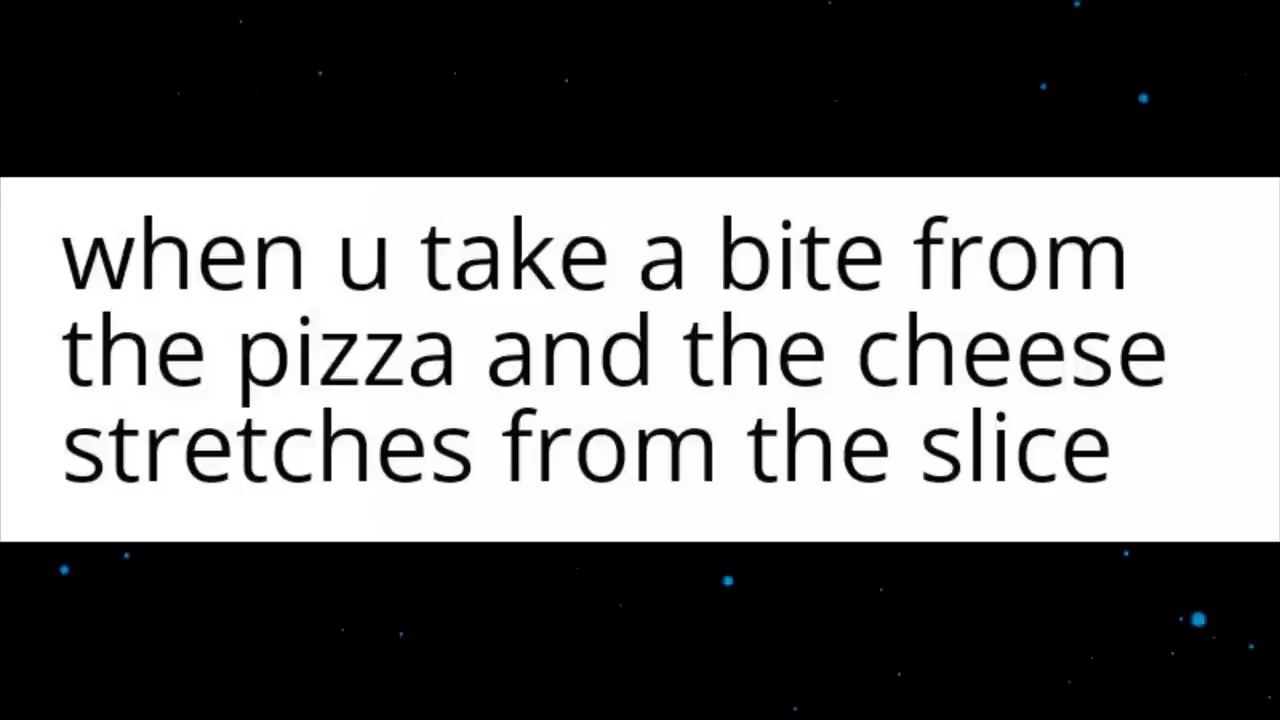 when u take a bite from
the pizza and the cheese
stretches from the slice